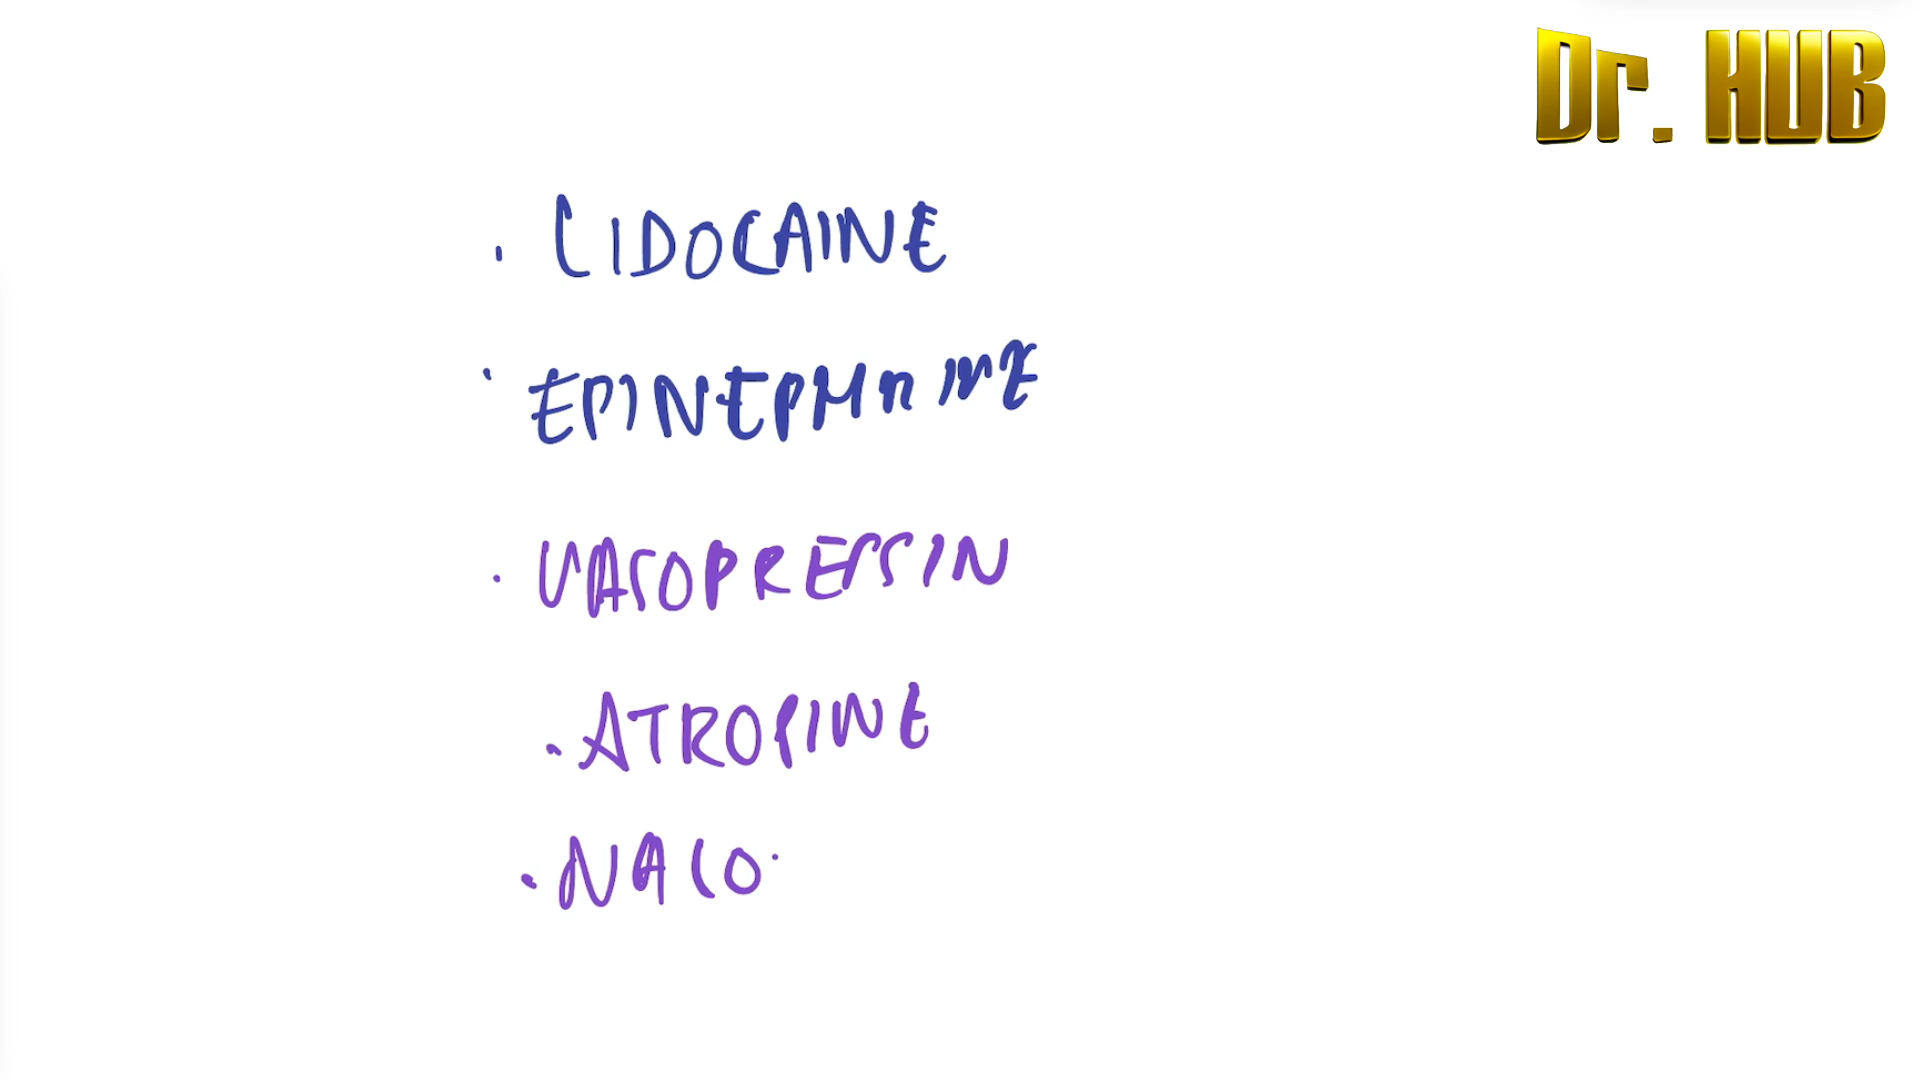 Dr. HUB
· LIDOCAINE
· EPINEPHRINE
· VASOPRESSIN
· ATROPINE
· NALO